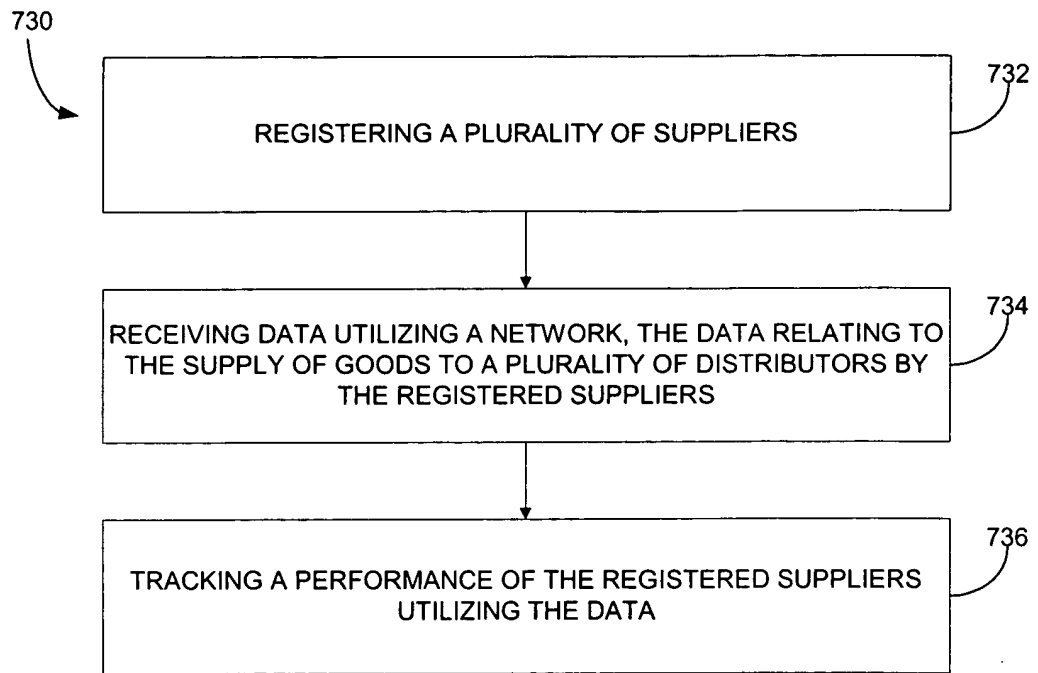 730
732
REGISTERING A PLURALITY OF SUPPLIERS
734
RECEIVING DATA UTILIZING A NETWORK, THE DATA RELATING TO
THE SUPPLY OF GOODS TO A PLURALITY OF DISTRIBUTORS BY
THE REGISTERED SUPPLIERS
736
TRACKING A PERFORMANCE OF THE REGISTERED SUPPLIERS
UTILIZING THE DATA